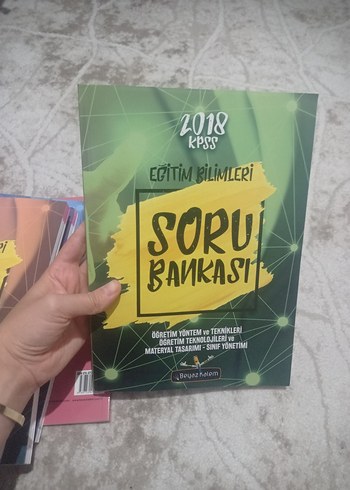 2018
KPSS
EĞİTİM BİLİMLERİ
SORU
BANKASI
ÖĞRETİM YÖNTEM ve TEKNİKLERİ
ÖĞRETİM TEKNOLOJİLERİ ve
MATERYAL TASARIMI - SINIF YÖNETİMİ
Beyaz Kalem